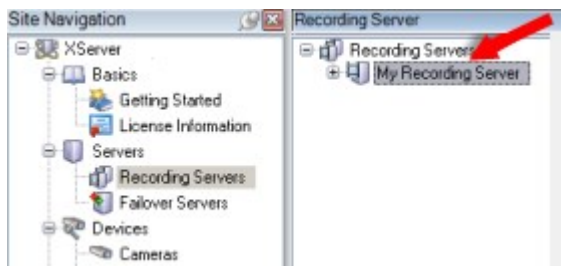 Site Navigation
XServer
Basics
Getting Started
License Information
Servers
Recording Servers
Failover Servers
Devices
Cameras
Recording Server
Recording Servers
My Recording Server